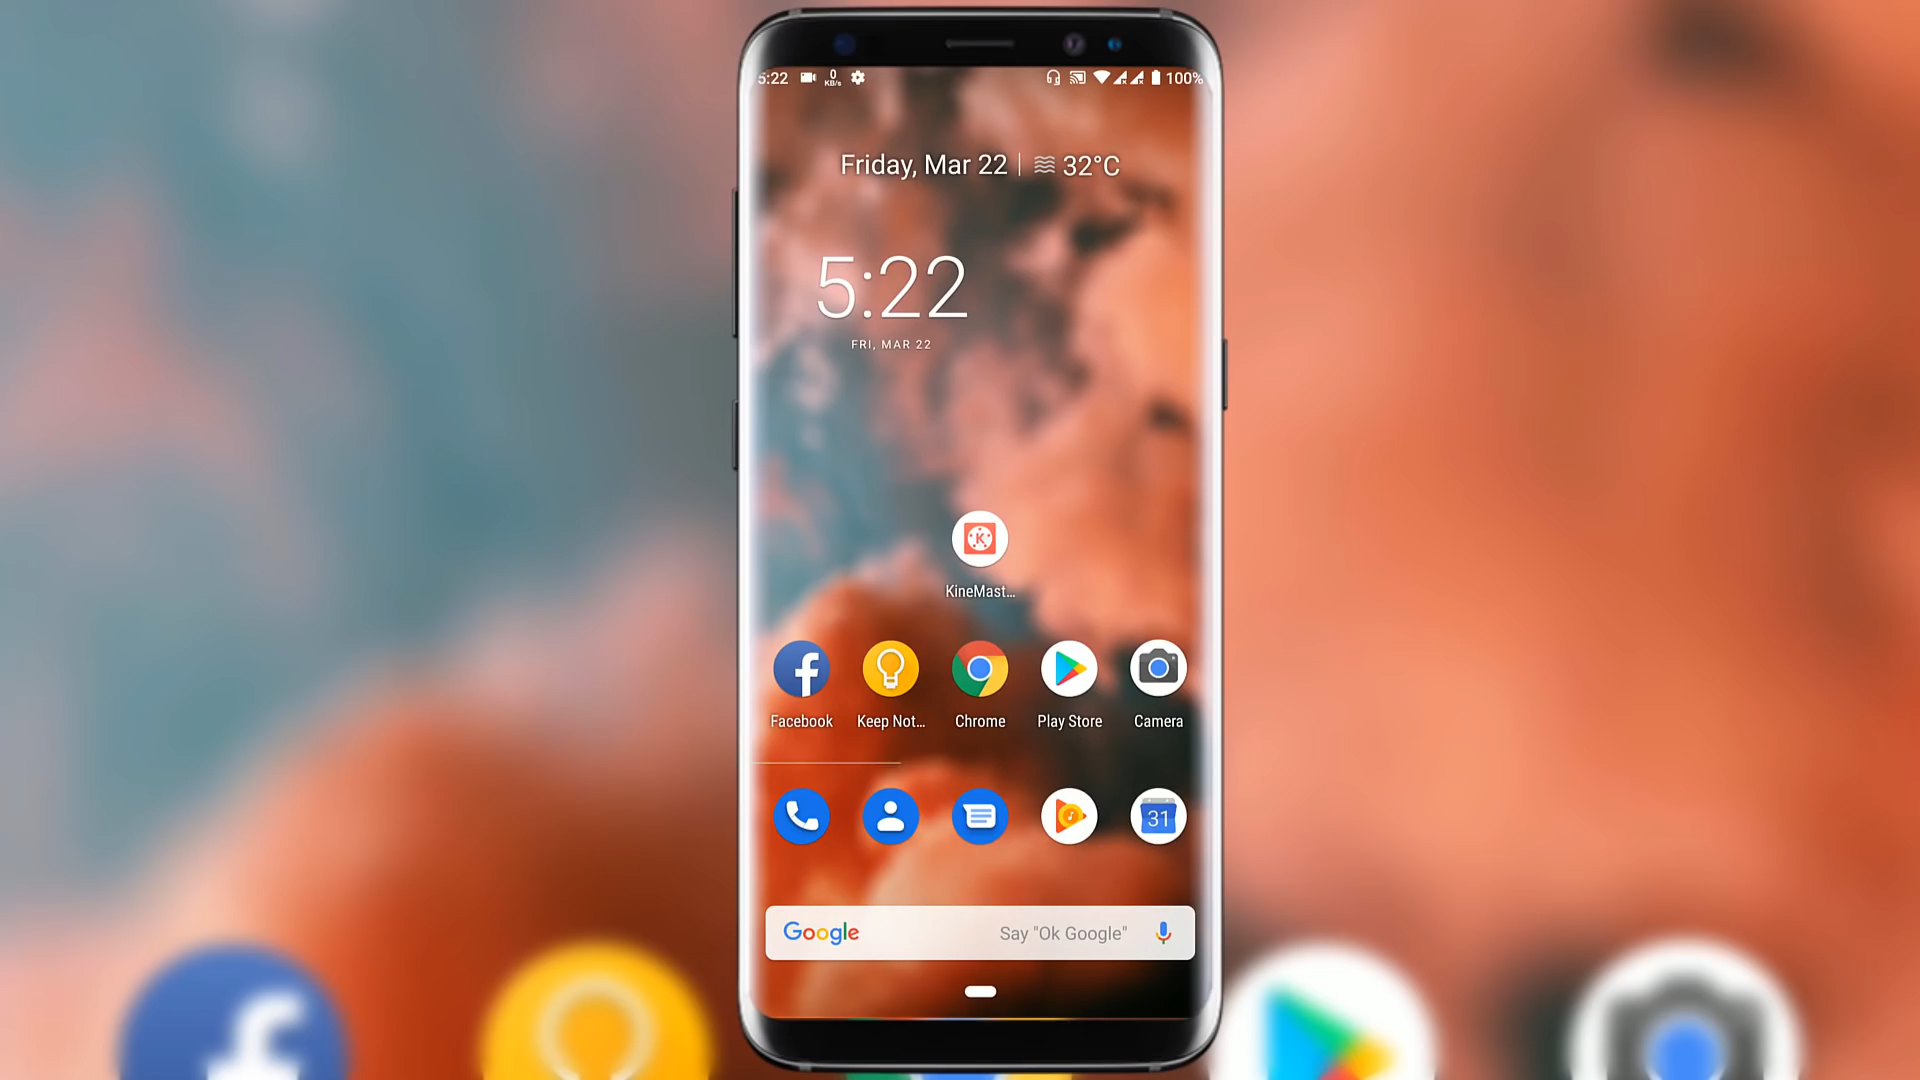 5:22 0 KB/s 100%
Friday, Mar 22 32°C
5:22
FRI, MAR 22
K
KineMast...
Facebook Keep Not... Chrome Play Store Camera
31
Google Say "Ok Google"